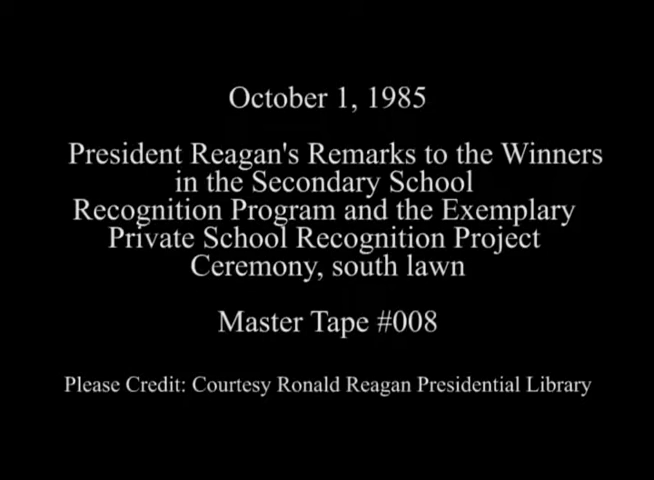 October 1, 1985
President Reagan's Remarks to the Winners
in the Secondary School
Recognition Program and the Exemplary
Private School Recognition Project
Ceremony, south lawn
Master Tape #008
Please Credit: Courtesy Ronald Reagan Presidential Library